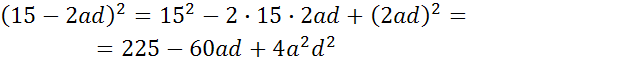 (15 − 2ad)² = 15² − 2 · 15 · 2ad + (2ad)² =
= 225 − 60ad + 4a²d²